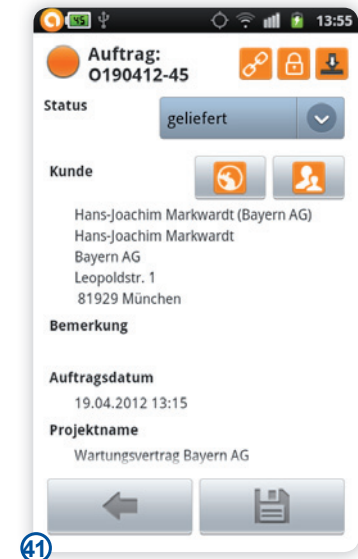 45
13:55
Auftrag:
O190412-45
Status
geliefert
Kunde
Hans-Joachim Markwardt (Bayern AG)
Hans-Joachim Markwardt
Bayern AG
Leopoldstr. 1
81929 München
Bemerkung
Auftragsdatum
19.04.2012 13:15
Projektname
Wartungsvertrag Bayern AG
41